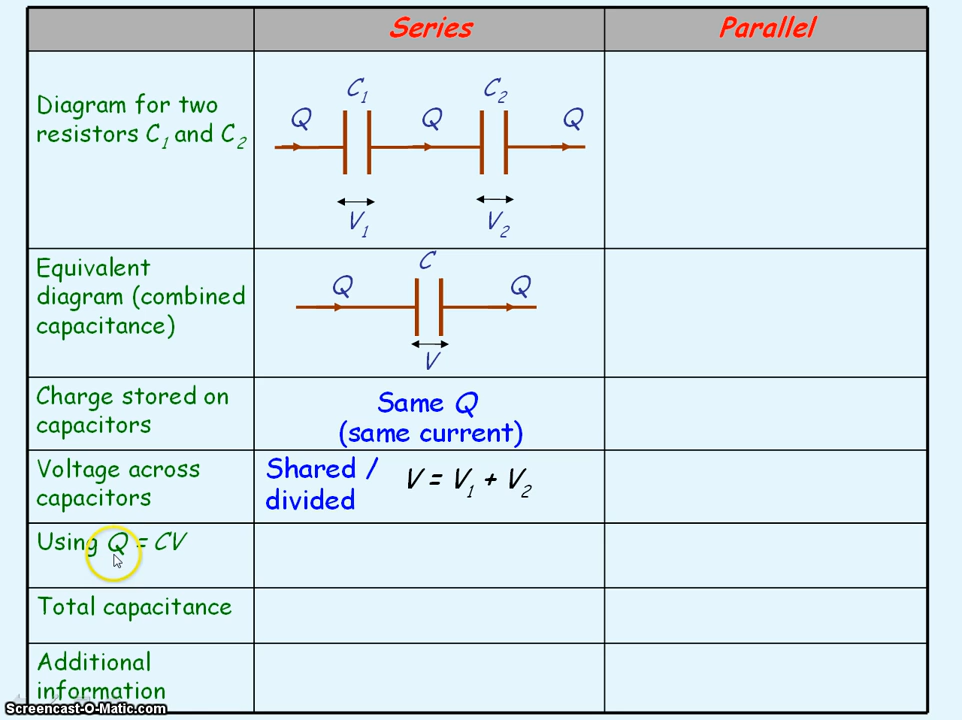 Series Parallel
Diagram for two
resistors C1 and C2
C1 C2
Q Q Q
V1 V2
Equivalent
diagram (combined
capacitance)
C
Q Q
V
Charge stored on
capacitors
Same Q
(same current)
Voltage across
capacitors
Shared /
divided
V = V1 + V2
Using Q = CV
Total capacitance
Additional
information
Screencast-O-Matic.com